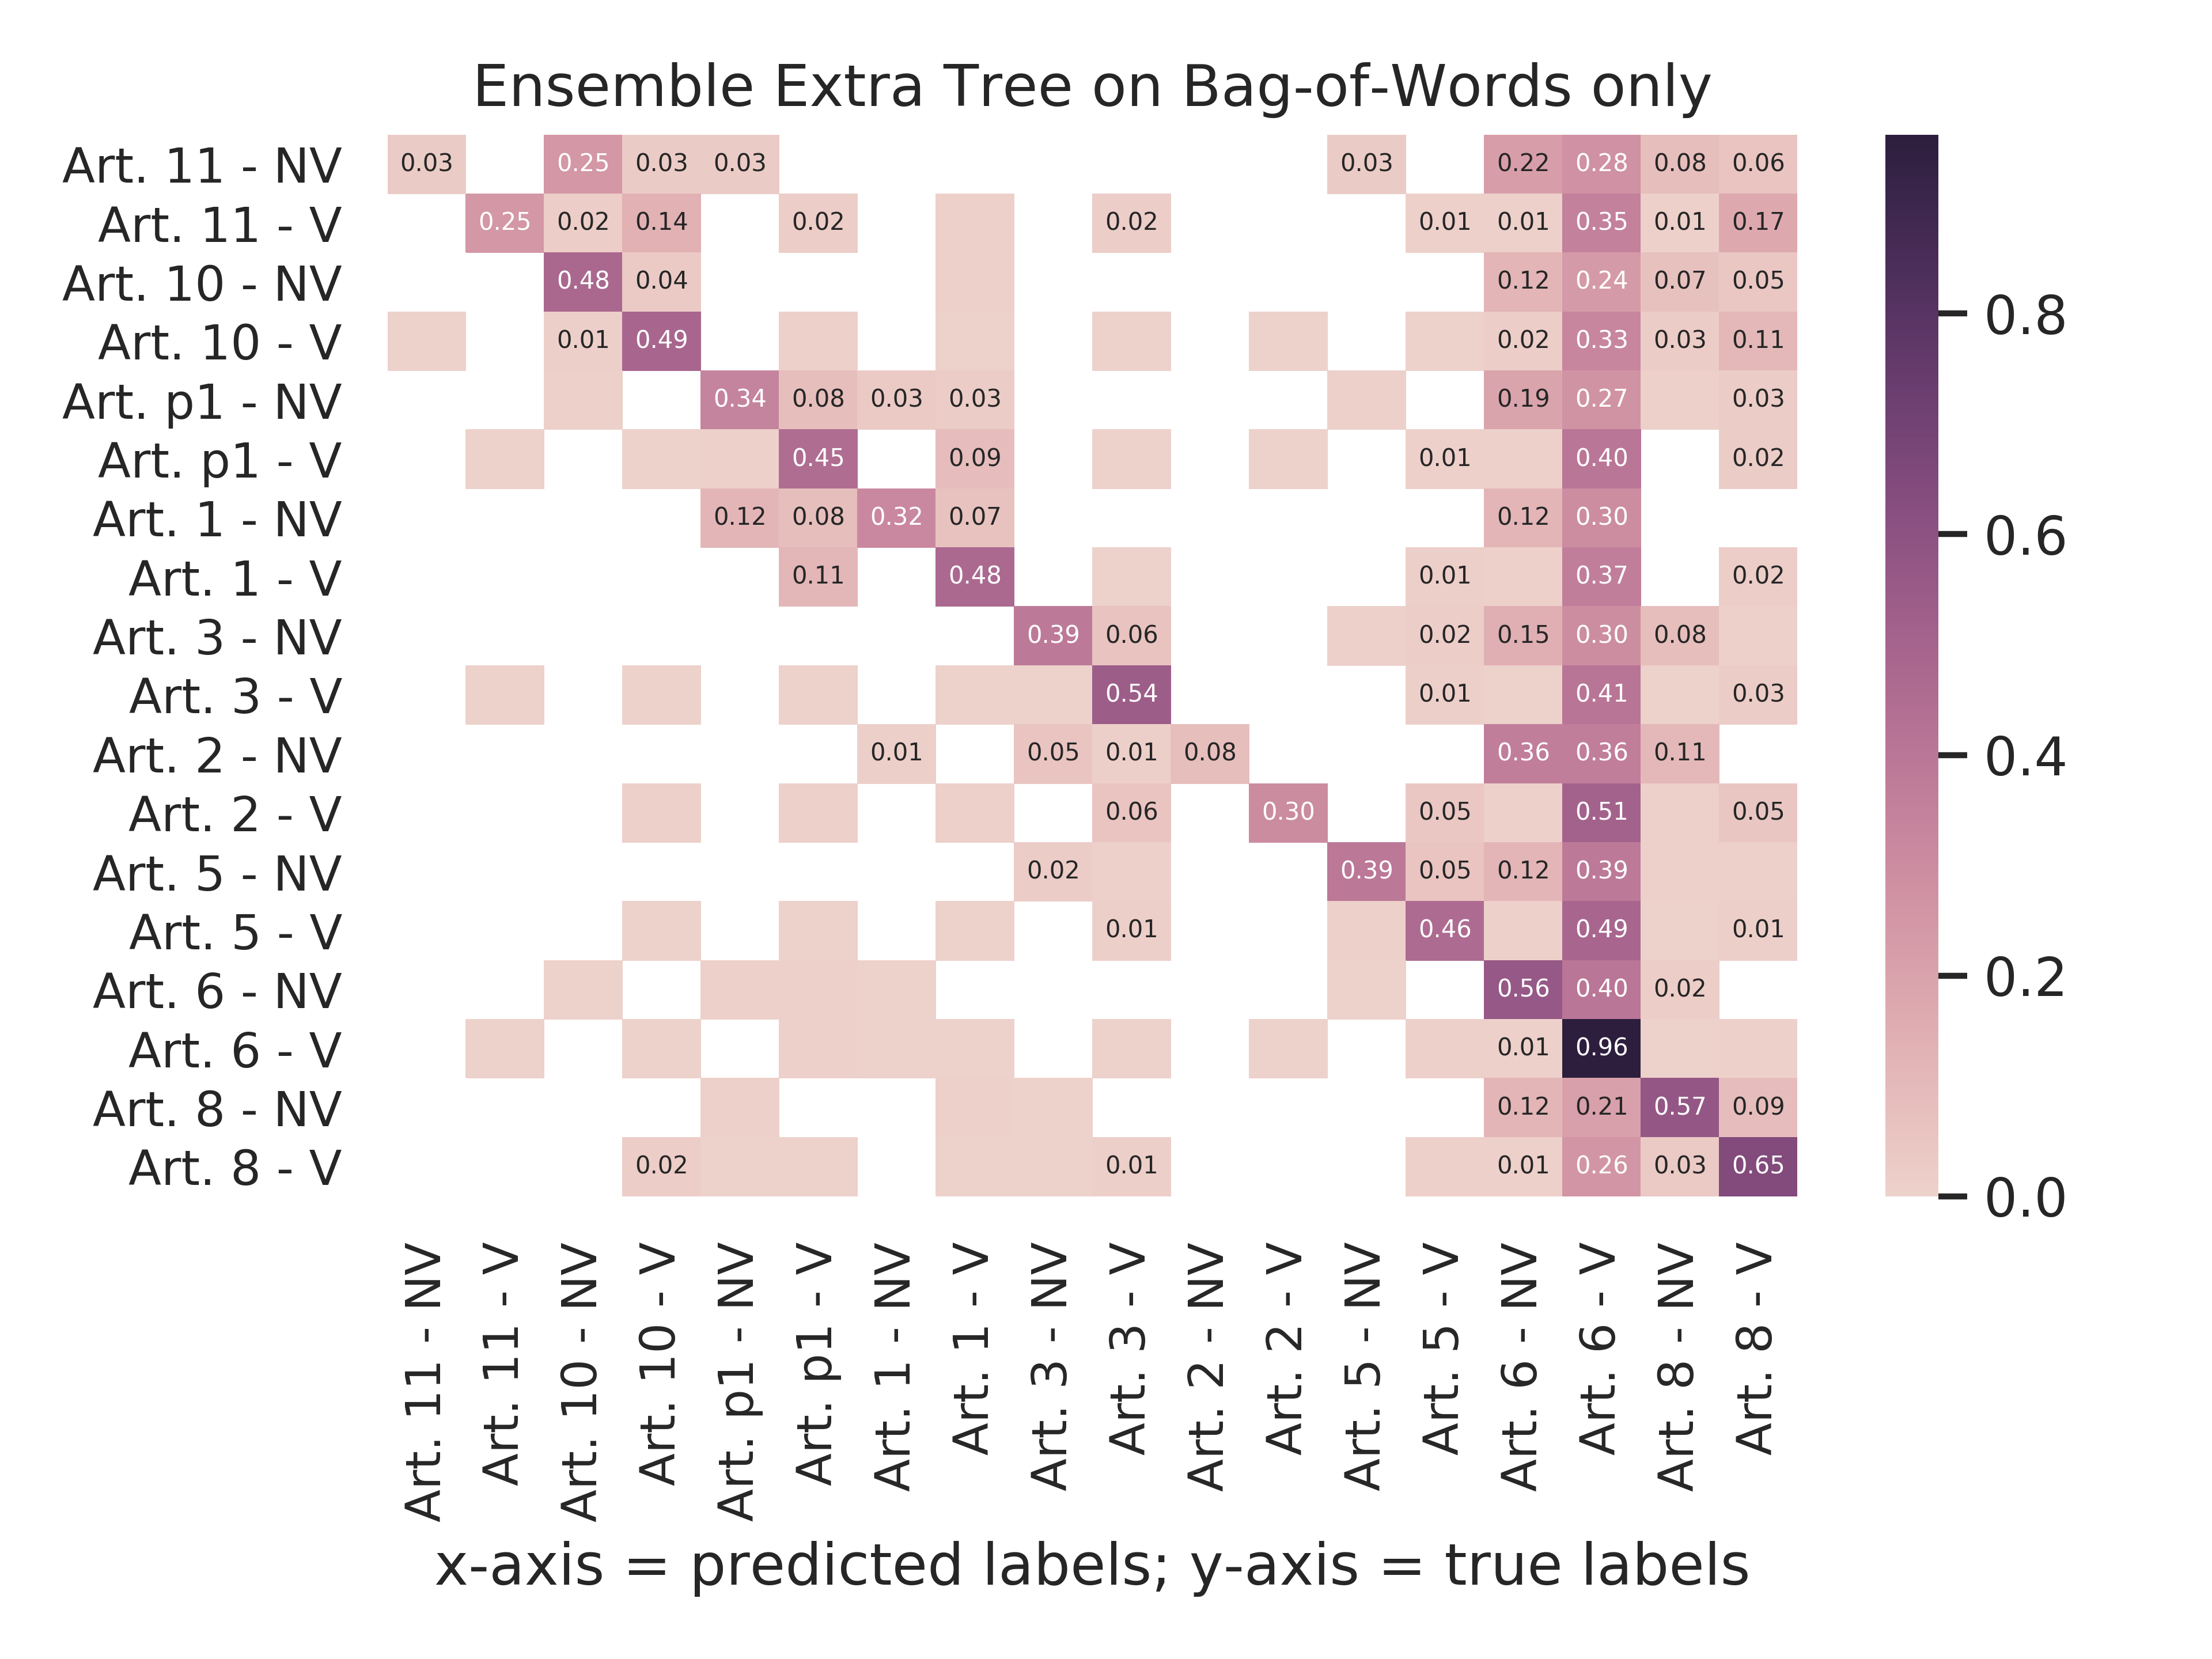 Ensemble Extra Tree on Bag-of-Words only
Art. 11 - NV 0.03 0.25 0.03 0.03 0.03 0.22 0.28 0.08 0.06
Art. 11 - V 0.25 0.02 0.14 0.02 0.02 0.01 0.01 0.35 0.01 0.17
Art. 10 - NV 0.48 0.04 0.12 0.24 0.07 0.05
Art. 10 - V 0.01 0.49 0.02 0.33 0.03 0.11
Art. p1 - NV 0.34 0.08 0.03 0.03 0.19 0.27 0.03
Art. p1 - V 0.45 0.09 0.01 0.40 0.02
Art. 1 - NV 0.12 0.08 0.32 0.07 0.12 0.30
Art. 1 - V 0.11 0.48 0.01 0.37 0.02
Art. 3 - NV 0.39 0.06 0.02 0.15 0.30 0.08
Art. 3 - V 0.54 0.01 0.41 0.03
Art. 2 - NV 0.01 0.05 0.01 0.08 0.36 0.36 0.11
Art. 2 - V 0.06 0.30 0.05 0.51 0.05
Art. 5 - NV 0.02 0.39 0.05 0.12 0.39
Art. 5 - V 0.01 0.46 0.49 0.01
Art. 6 - NV 0.56 0.40 0.02
Art. 6 - V 0.01 0.96
Art. 8 - NV 0.12 0.21 0.57 0.09
Art. 8 - V 0.02 0.01 0.01 0.26 0.03 0.65
0.8
0.6
0.4
0.2
0.0
Art. 11 - NV
Art. 11 - V
Art. 10 - NV
Art. 10 - V
Art. p1 - NV
Art. p1 - V
Art. 1 - NV
Art. 1 - V
Art. 3 - NV
Art. 3 - V
Art. 2 - NV
Art. 2 - V
Art. 5 - NV
Art. 5 - V
Art. 6 - NV
Art. 6 - V
Art. 8 - NV
Art. 8 - V
x-axis = predicted labels; y-axis = true labels